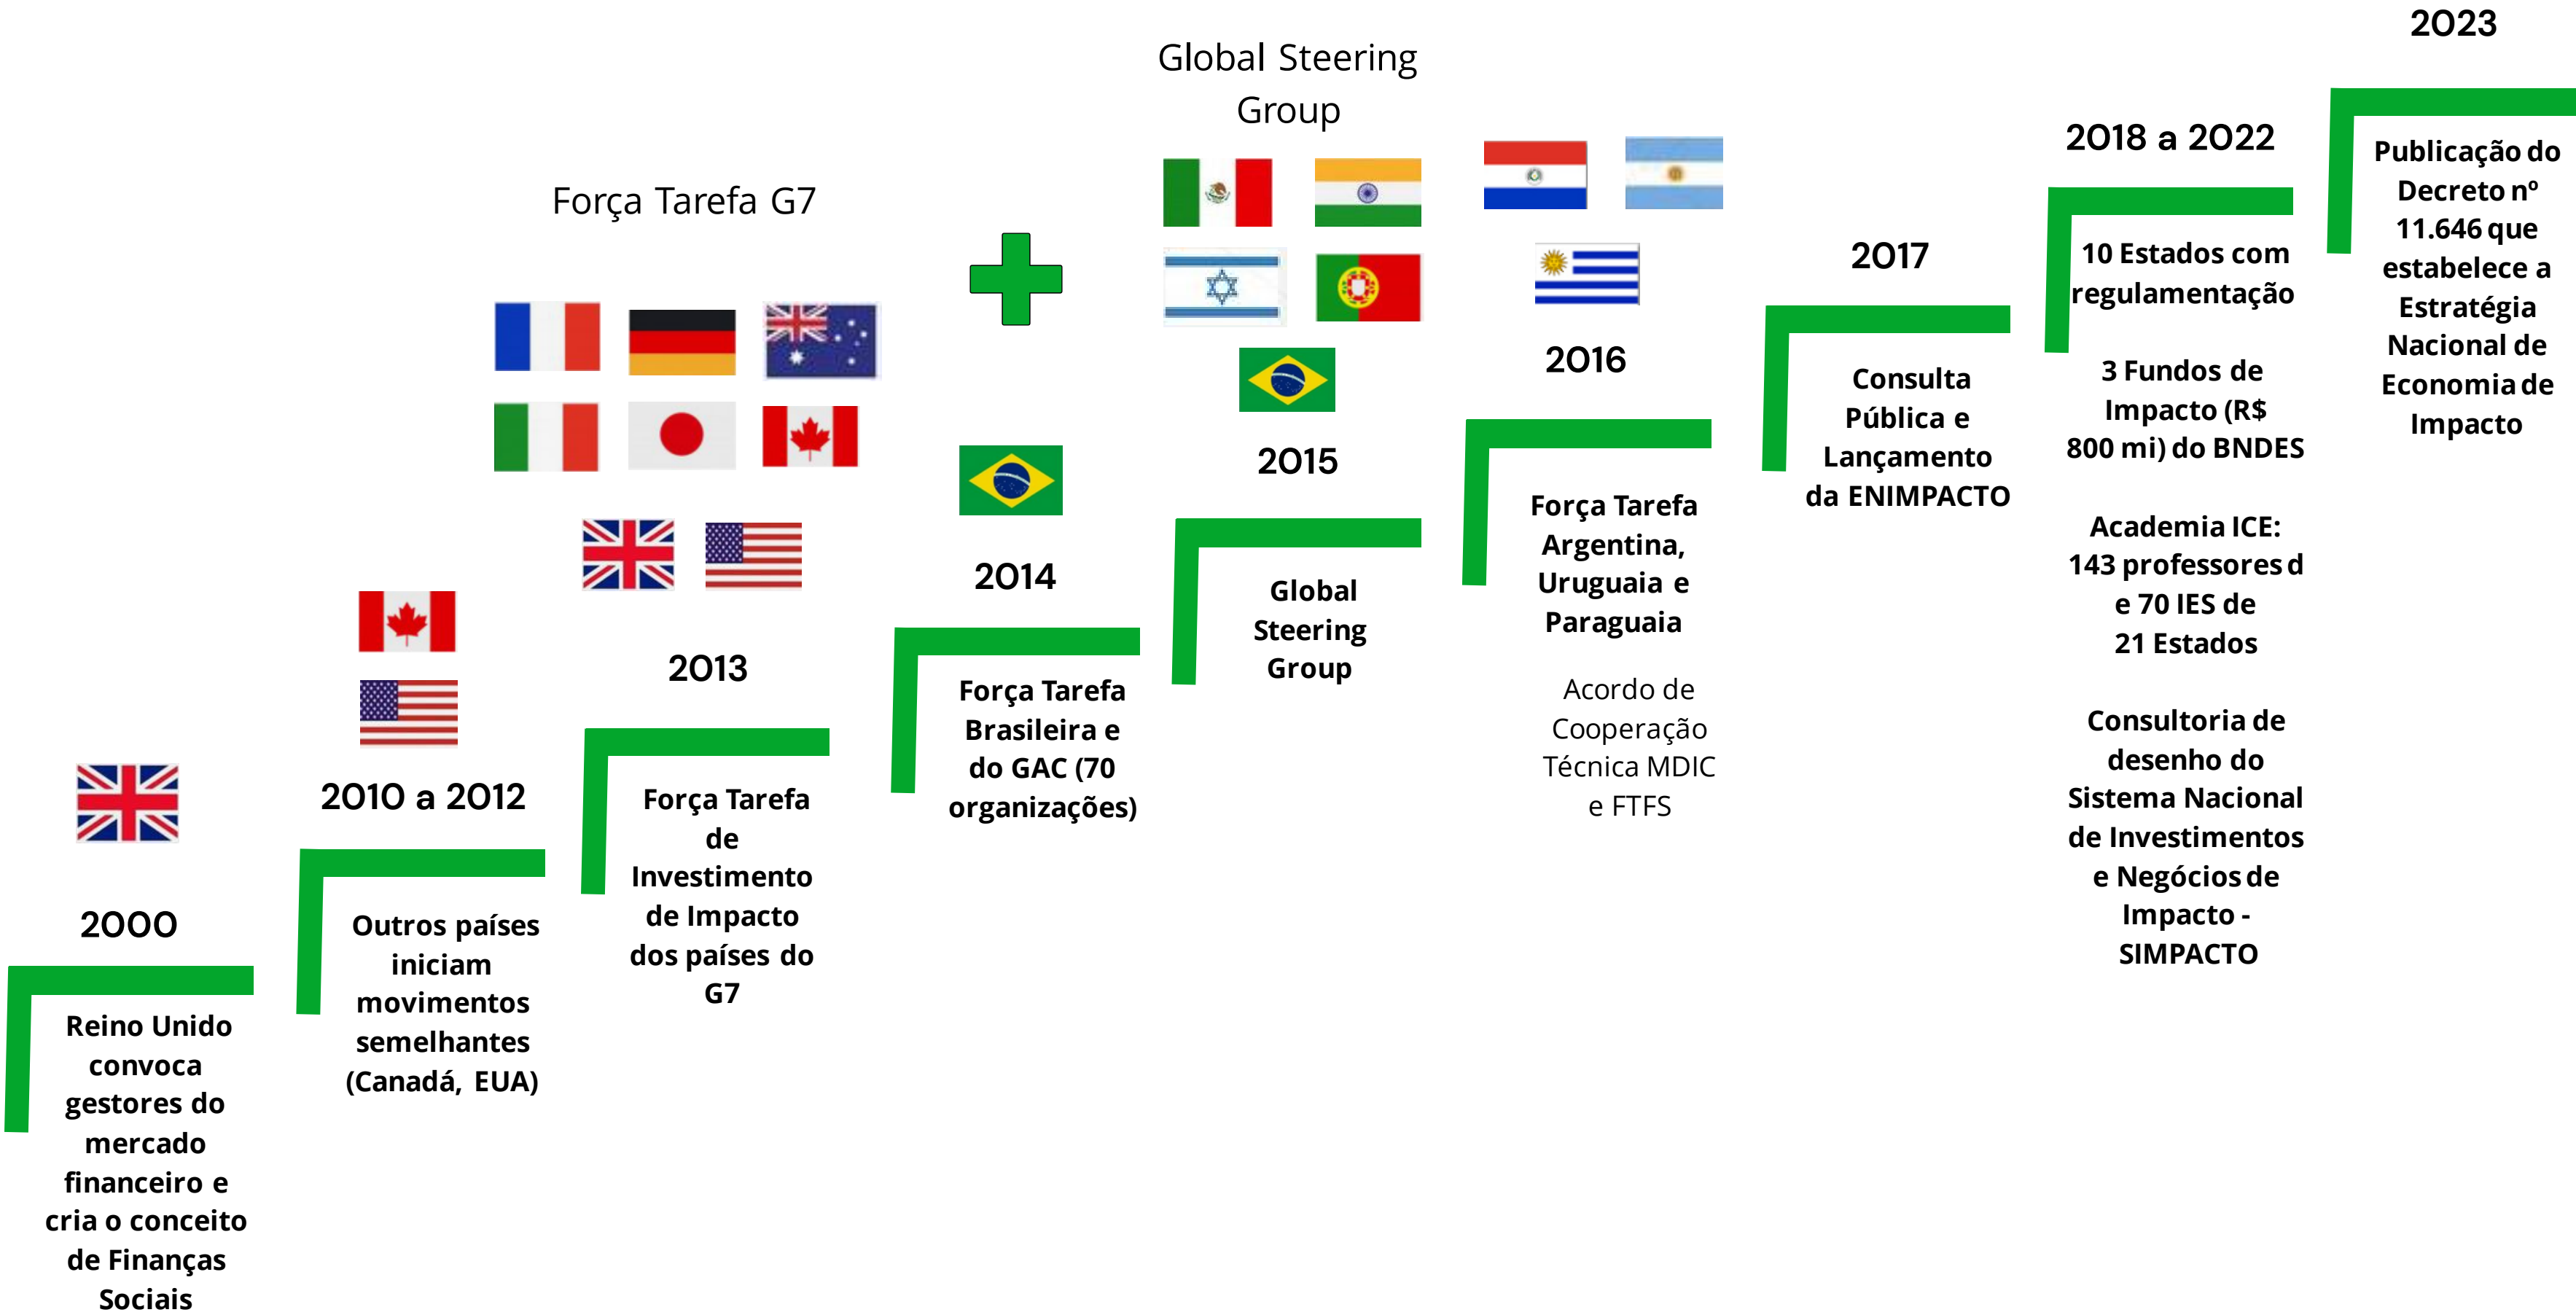 2000
Reino Unido
convoca
gestores do
mercado
financeiro e
cria o conceito
de Finanças
Sociais
2010 a 2012
Outros países
iniciam
movimentos
semelhantes
(Canadá, EUA)
Força Tarefa G7
2013
Força Tarefa
de
Investimento
de Impacto
dos países do
G7
2014
Força Tarefa
Brasileira e
do GAC (70
organizações)
Global Steering
Group
2015
Global
Steering
Group
2016
Força Tarefa
Argentina,
Uruguaia e
Paraguaia
Acordo de
Cooperação
Técnica MDIC
e FTFS
2017
Consulta
Pública e
Lançamento
da ENIMPACTO
2018 a 2022
10 Estados com
regulamentação
3 Fundos de
Impacto (R$
800 mi) do BNDES
Academia ICE:
143 professores d
e 70 IES de
21 Estados
Consultoria de
desenho do
Sistema Nacional
de Investimentos
e Negócios de
Impacto -
SIMPACTO
2023
Publicação do
Decreto nº
11.646 que
estabelece a
Estratégia
Nacional de
Economia de
Impacto